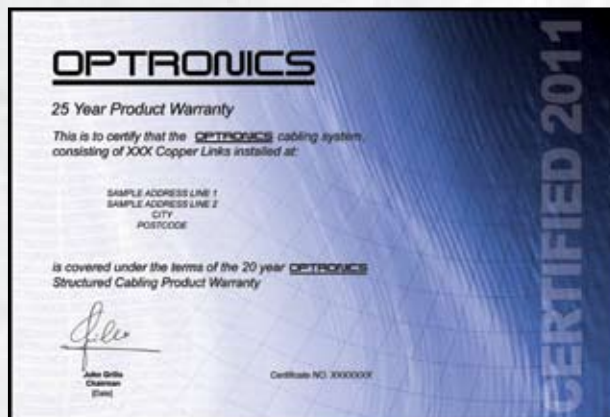 OPTRONICS
25 Year Product Warranty
This is to certify that the OPTRONICS cabling system,
consisting of XXX Copper Links installed at:
SAMPLE ADDRESS LINE 1
SAMPLE ADDRESS LINE 2
CITY
POSTCODE
is covered under the terms of the 20 year OPTRONICS
Structured Cabling Product Warranty
Grillo
Chairman
[Date]
Certificate NO. XXXXXXX
CERTIFIED 2011